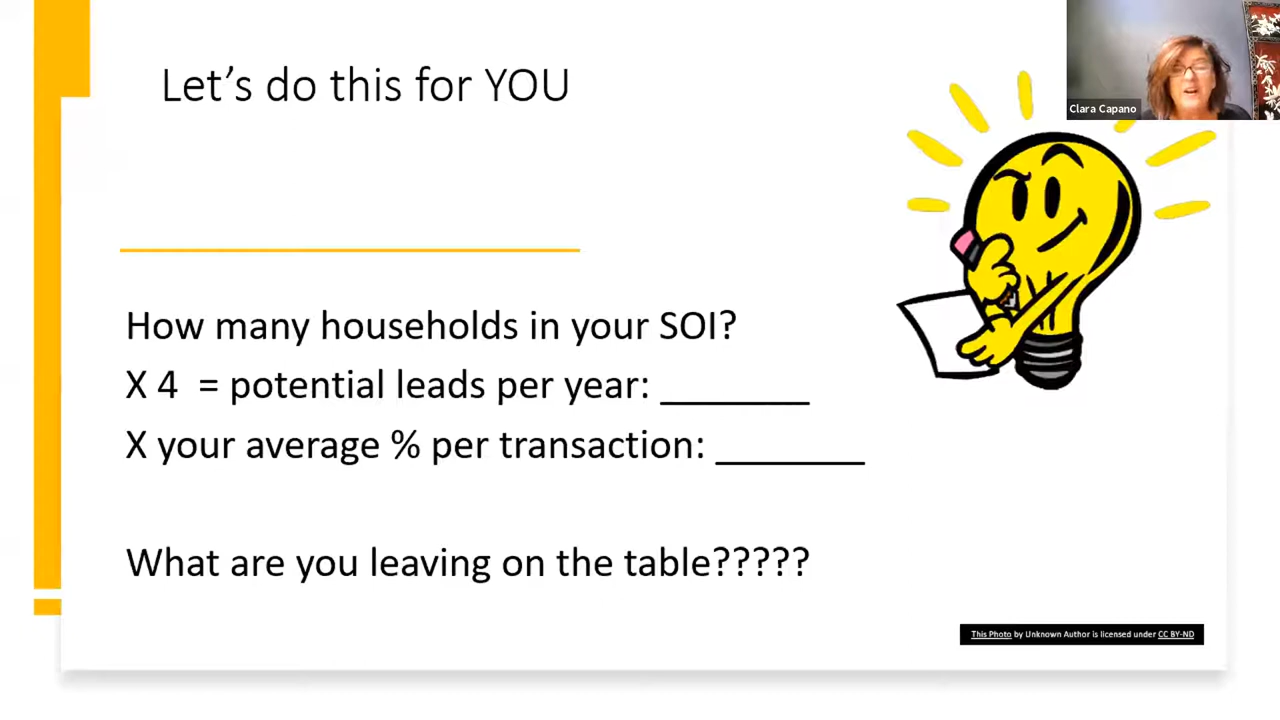 Let's do this for YOU
Clara Capano
How many households in your SOI?
X 4 = potential leads per year: _______
X your average % per transaction: _______
What are you leaving on the table?????
This Photo by Unknown Author is licensed under CC BY-ND